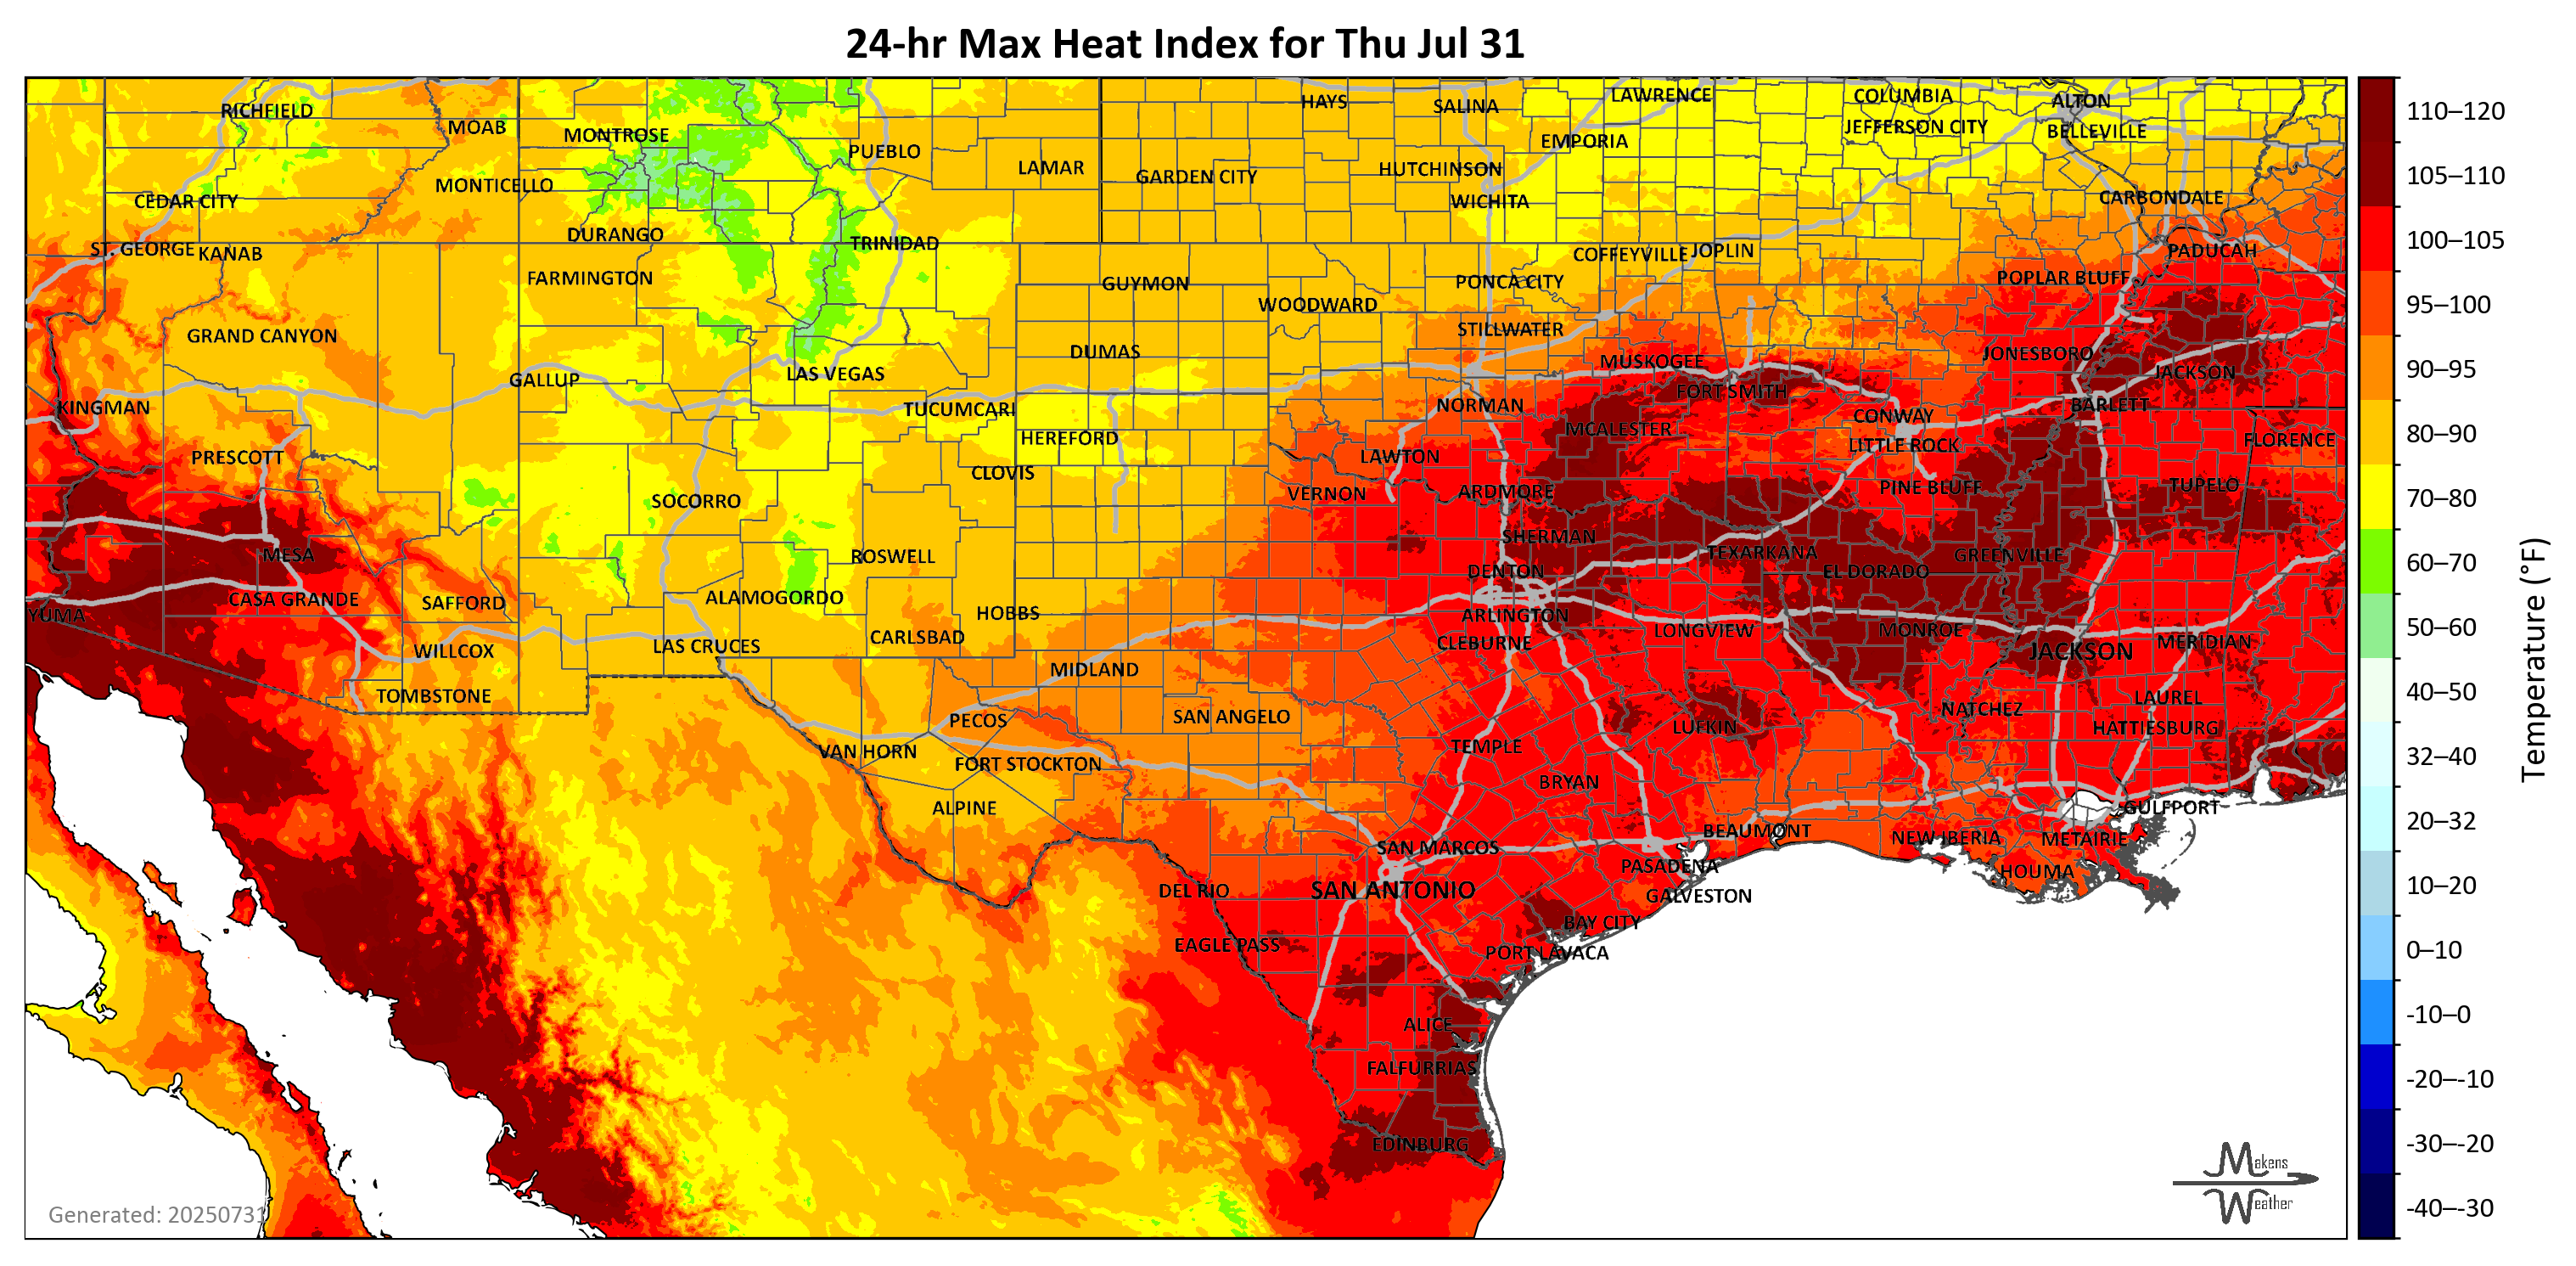 24-hr Max Heat Index for Thu Jul 31
RICHFIELD
MOAB
MONTROSE
PUEBLO
LAMAR
HAYS
SALINA
LAWRENCE
COLUMBIA
ALTON
EMPORIA
JEFFERSON CITY
BELLEVILLE
MONTICELLO
GARDEN CITY
HUTCHINSON
CEDAR CITY
WICHITA
CARBONDALE
DURANGO
TRINIDAD
ST. GEORGE
KANAB
COFFEYVILLE
JOPLIN
PADUCAH
FARMINGTON
GUYMON
PONCA CITY
POPLAR BLUFF
WOODWARD
GRAND CANYON
STILLWATER
DUMAS
MUSKOGEE
JONESBORO
GALLUP
LAS VEGAS
FORT SMITH
JACKSON
KINGMAN
TUCUMCARI
NORMAN
CONWAY
BARLETT
HEREFORD
MCALESTER
LITTLE ROCK
FLORENCE
PRESCOTT
CLOVIS
LAWTON
SOCORRO
VERNON
ARDMORE
PINE BLUFF
TUPELO
MESA
ROSWELL
SHERMAN
TEXARKANA
GREENVILLE
CASA GRANDE
SAFFORD
ALAMOGORDO
DENTON
EL DORADO
YUMA
HOBBS
ARLINGTON
WILLCOX
LAS CRUCES
CARLSBAD
CLEBURNE
LONGVIEW
MONROE
JACKSON
MERIDIAN
TOMBSTONE
MIDLAND
LAUREL
PECOS
SAN ANGELO
LUFKIN
NATCHEZ
HATTIESBURG
VAN HORN
FORT STOCKTON
TEMPLE
ALPINE
BRYAN
GULFPORT
SAN MARCOS
BEAUMONT
NEW IBERIA
METAIRIE
DEL RIO
SAN ANTONIO
PASADENA
HOUMA
GALVESTON
EAGLE PASS
BAY CITY
PORT LAVACA
ALICE
FALFURRIAS
EDINBURG
Generated: 20250731
Makens
Weather
110–120
105–110
100–105
95–100
90–95
80–90
70–80
60–70
50–60
40–50
32–40
20–32
10–20
0–10
-10–0
-20–-10
-30–-20
-40–-30
Temperature (°F)